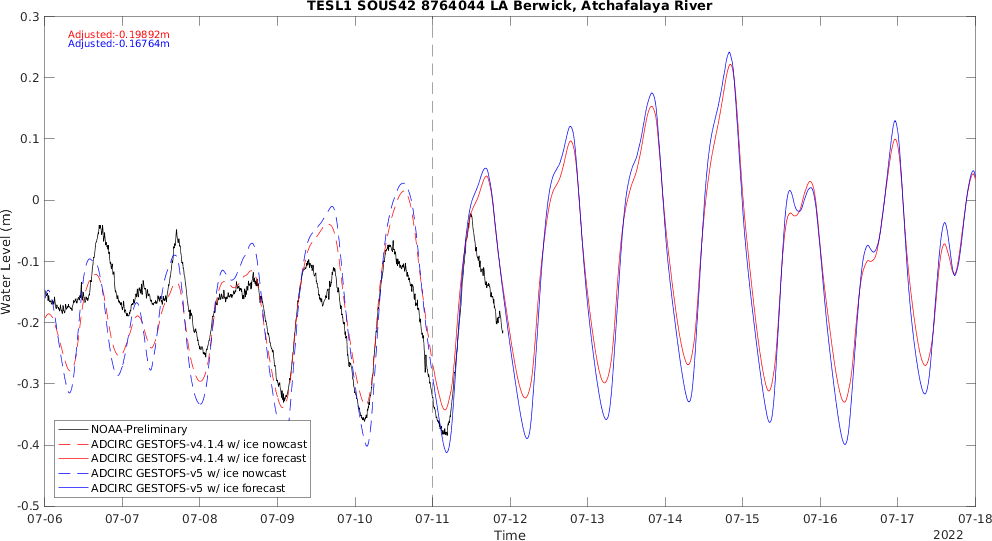 TESL1 SOUS42 8764044 LA Berwick, Atchafalaya River
Adjusted:-0.19892m
Adjusted:-0.16764m
0.3
0.2
0.1
0
-0.1
-0.2
-0.3
-0.4
-0.5
Water Level (m)
NOAA-Preliminary
ADCIRC GESTOFS-v4.1.4 w/ ice nowcast
ADCIRC GESTOFS-v4.1.4 w/ ice forecast
ADCIRC GESTOFS-v5 w/ ice nowcast
ADCIRC GESTOFS-v5 w/ ice forecast
07-06 07-07 07-08 07-09 07-10 07-11 07-12 07-13 07-14 07-15 07-16 07-17 07-18
Time
2022